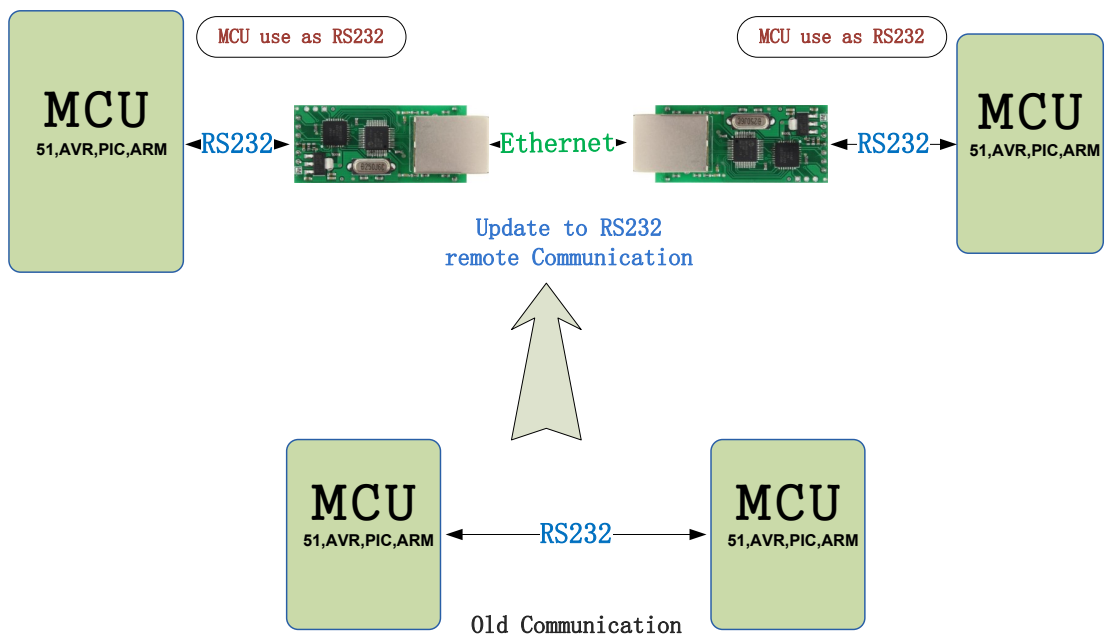 MCU use as RS232
MCU use as RS232
MCU
51,AVR,PIC,ARM
RS232
Ethernet
RS232
MCU
51,AVR,PIC,ARM
Update to RS232
remote Communication
MCU
51,AVR,PIC,ARM
RS232
MCU
51,AVR,PIC,ARM
Old Communication